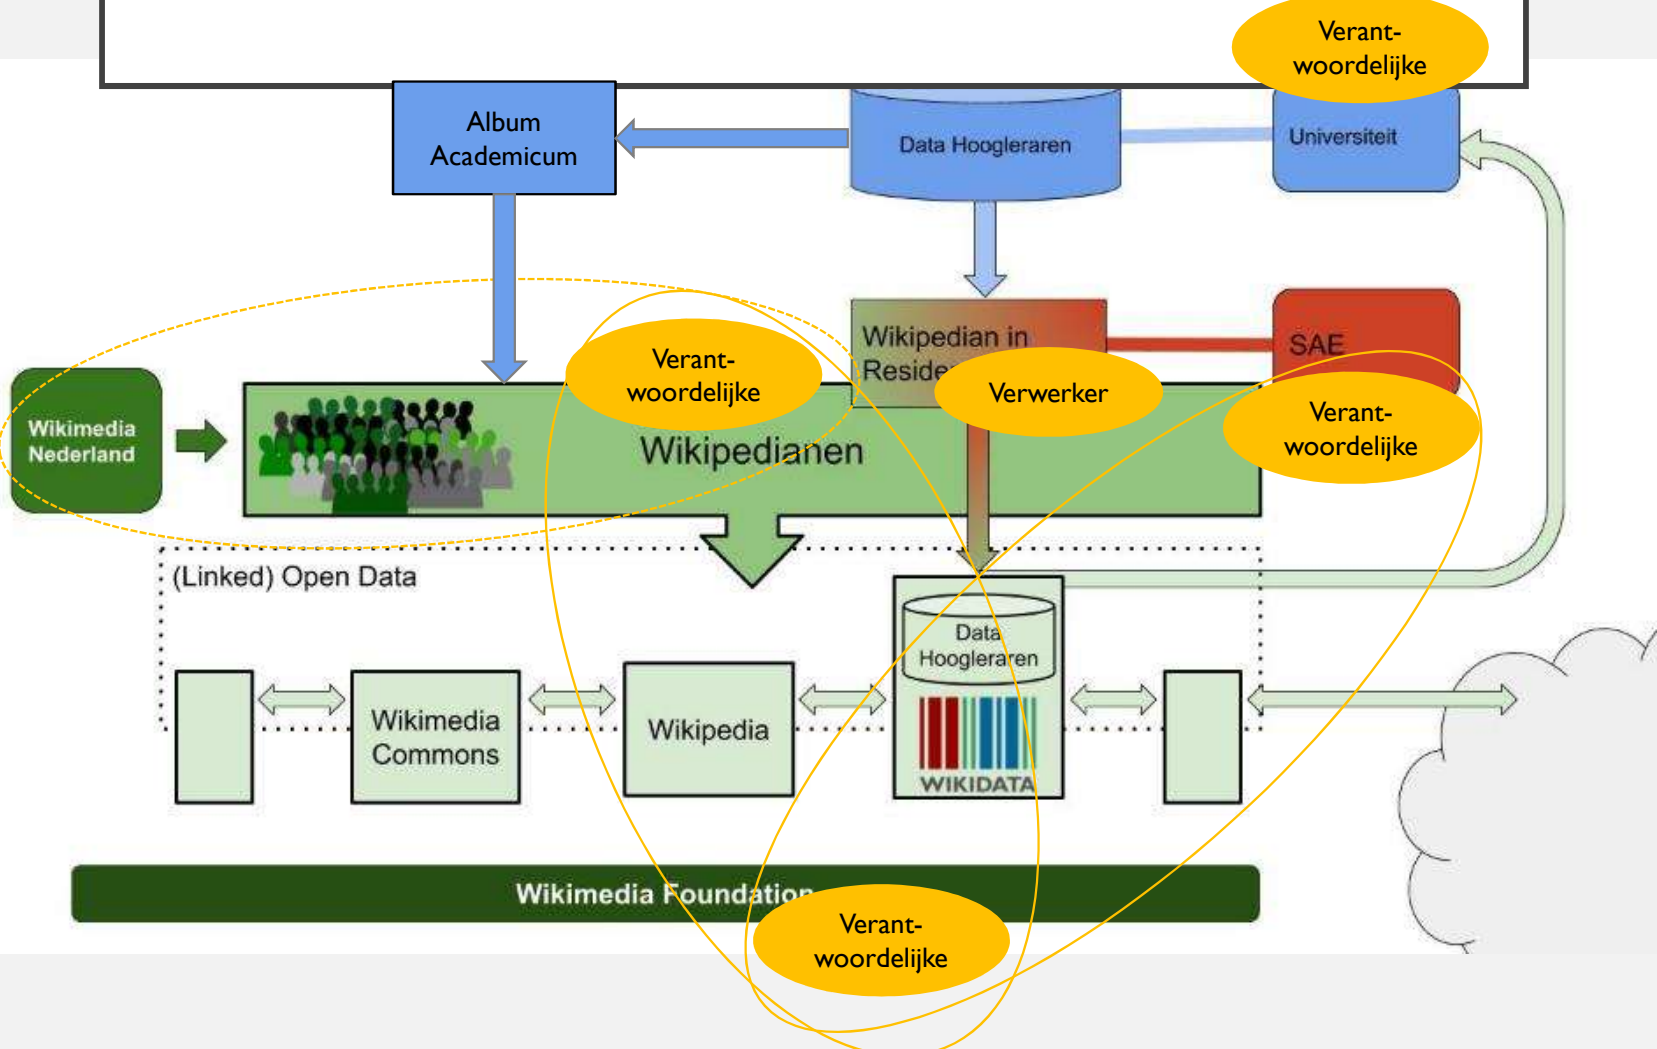 Verant-
woordelijke
Album
Academicum
Data Hoogleraren
Universiteit
Wikipedian in
Verant-
woordelijke
Verwerker
SAE
Verant-
woordelijke
Wikimedia
Nederland
Wikipedianen
(Linked) Open Data
Data
Hoogleraren
Wikimedia
Commons
Wikipedia
WIKIDATA
Wikimedia Foundation
Verant-
woordelijke